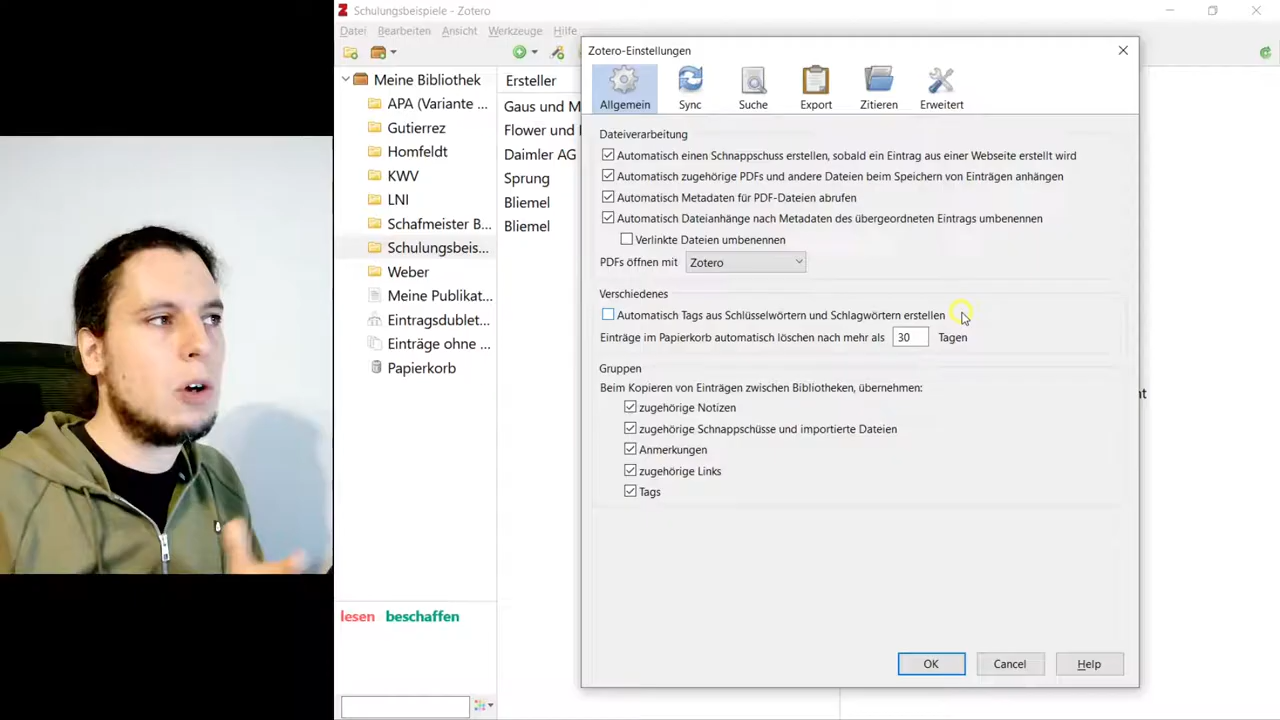 Schulungsbeispiele - Zotero
Datei Bearbeiten Ansicht Werkzeuge Hilfe
Meine Bibliothek
APA (Variante ...
Gutierrez
Homfeldt
KWV
LNI
Schafmeister B...
Schulungsbeis...
Weber
Meine Publikat...
Eintragsdublet...
Einträge ohne ...
Papierkorb
lesen beschaffen
Ersteller
Gaus und M
Flower und
Daimler AG
Sprung
Bliemel
Bliemel
Zotero-Einstellungen
Allgemein Sync Suche Export Zitieren Erweitert
Dateiverarbeitung
Automatisch einen Schnappschuss erstellen, sobald ein Eintrag aus einer Webseite erstellt wird
Automatisch zugehörige PDFs und andere Dateien beim Speichern von Einträgen anhängen
Automatisch Metadaten für PDF-Dateien abrufen
Automatisch Dateianhänge nach Metadaten des übergeordneten Eintrags umbenennen
Verlinkte Dateien umbenennen
PDFs öffnen mit Zotero
Verschiedenes
Automatisch Tags aus Schlüsselwörtern und Schlagwörtern erstellen
Einträge im Papierkorb automatisch löschen nach mehr als 30 Tagen
Gruppen
Beim Kopieren von Einträgen zwischen Bibliotheken, übernehmen:
zugehörige Notizen
zugehörige Schnappschüsse und importierte Dateien
Anmerkungen
zugehörige Links
Tags
OK Cancel Help